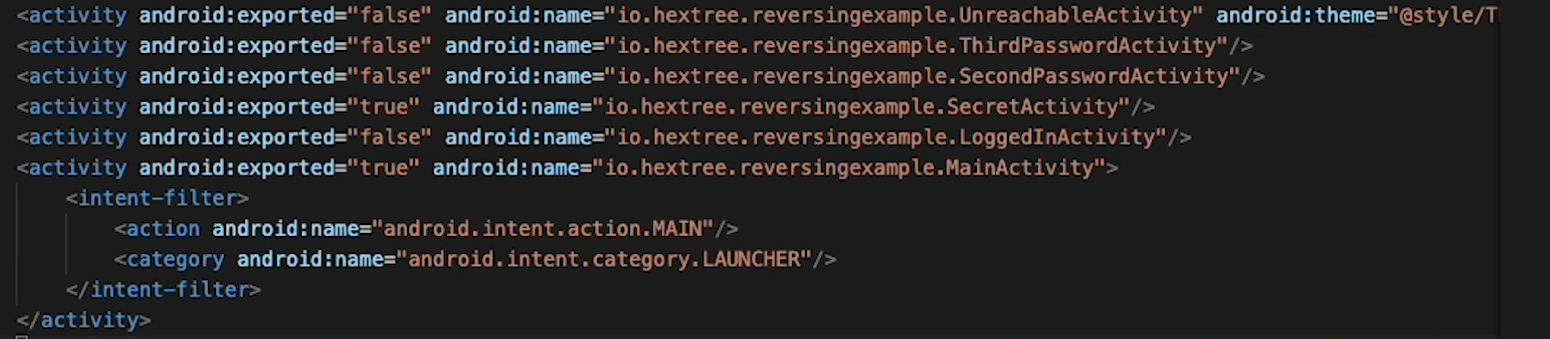 <activity android:exported="false" android:name="io.hextree.reversingexample.UnreachableActivity" android:theme="@style/T
<activity android:exported="false" android:name="io.hextree.reversingexample.ThirdPasswordActivity"/>
<activity android:exported="false" android:name="io.hextree.reversingexample.SecondPasswordActivity"/>
<activity android:exported="true" android:name="io.hextree.reversingexample.SecretActivity"/>
<activity android:exported="false" android:name="io.hextree.reversingexample.LoggedInActivity"/>
<activity android:exported="true" android:name="io.hextree.reversingexample.MainActivity">
    <intent-filter>
        <action android:name="android.intent.action.MAIN"/>
        <category android:name="android.intent.category.LAUNCHER"/>
    </intent-filter>
</activity>